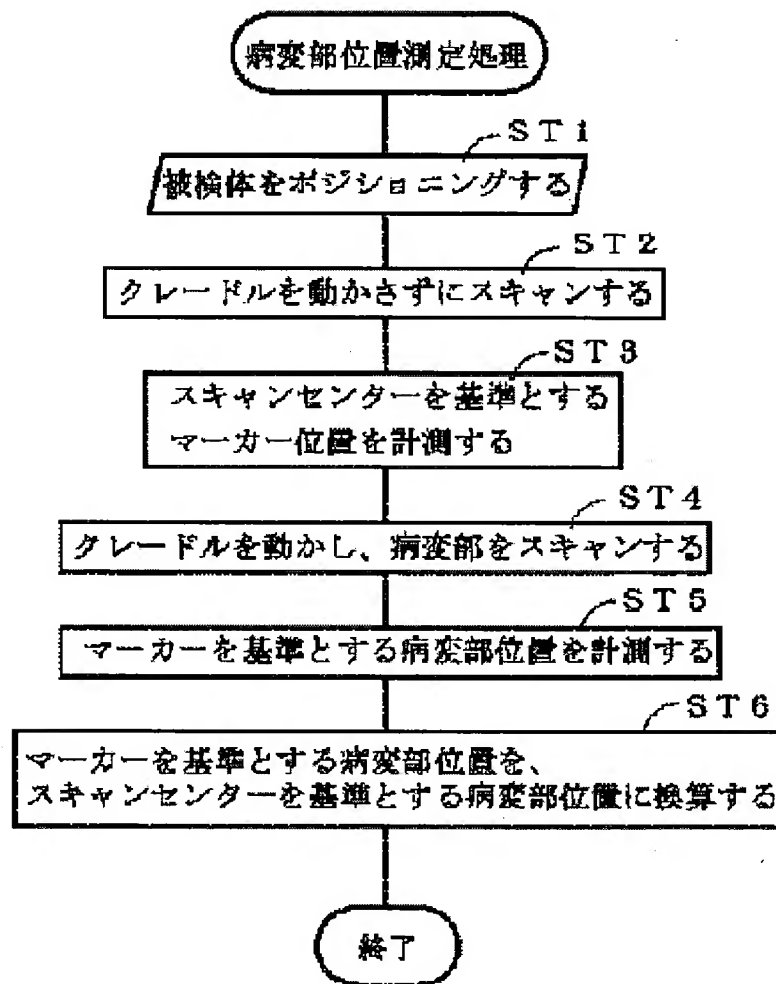 病変部位置測定処理
ST1
被検体をポジショニングする
ST2
クレードルを動かさずにスキャンする
ST3
スキャンセンターを基準とする
マーカー位置を計測する
ST4
クレードルを動かし、病変部をスキャンする
ST5
マーカーを基準とする病変部位置を計測する
ST6
マーカーを基準とする病変部位置を、
スキャンセンターを基準とする病変部位置に換算する
終了